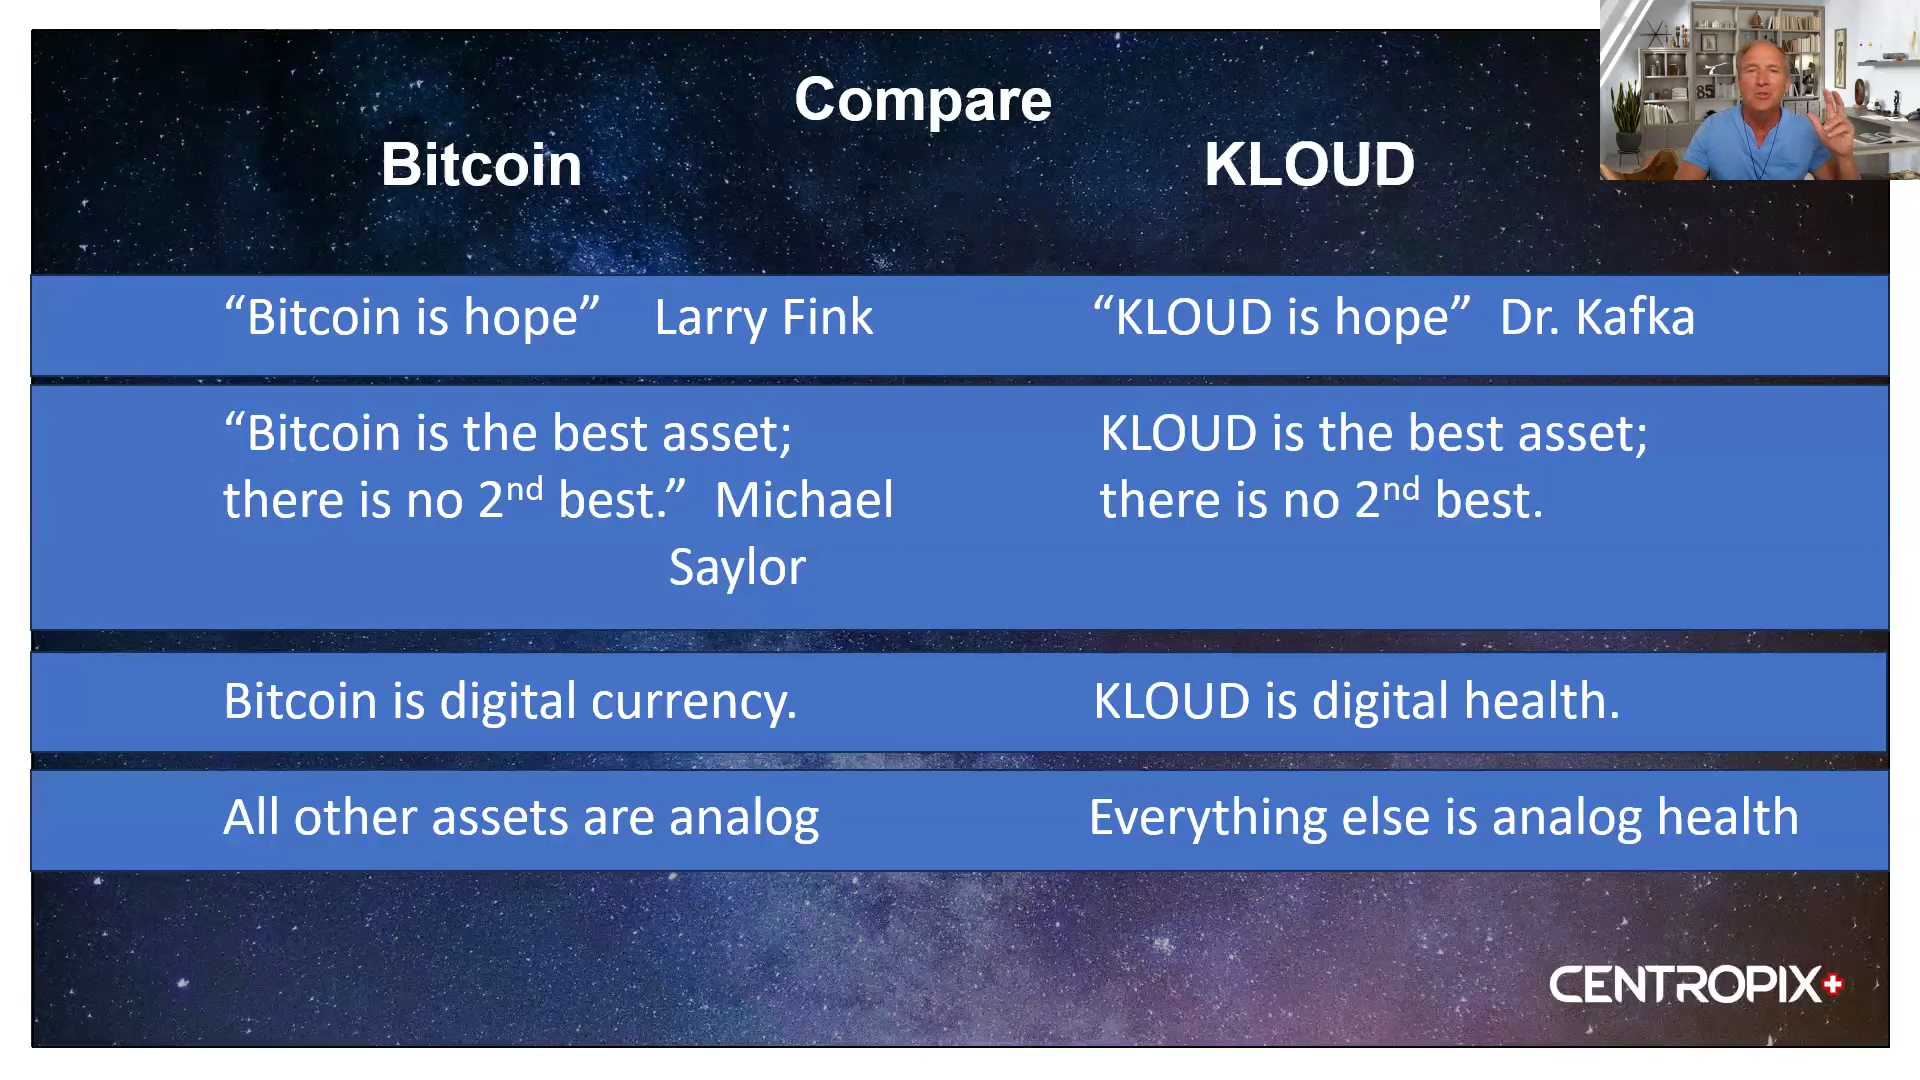 Compare
Bitcoin
KLOUD
85
“Bitcoin is hope” Larry Fink
“KLOUD is hope” Dr. Kafka
“Bitcoin is the best asset;
there is no 2nd best.” Michael
Saylor
KLOUD is the best asset;
there is no 2nd best.
Bitcoin is digital currency.
KLOUD is digital health.
All other assets are analog
Everything else is analog health
CENTROPIX